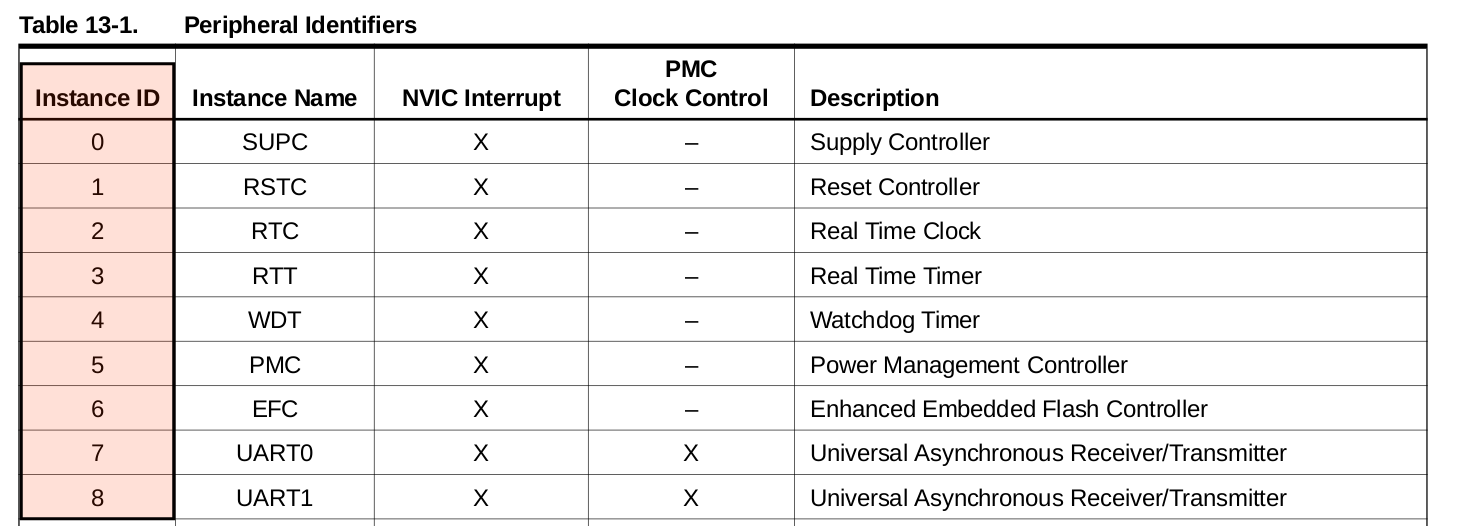 Table 13-1. Peripheral Identifiers
Instance ID Instance Name NVIC Interrupt PMC Clock Control Description
0 SUPC X – Supply Controller
1 RSTC X – Reset Controller
2 RTC X – Real Time Clock
3 RTT X – Real Time Timer
4 WDT X – Watchdog Timer
5 PMC X – Power Management Controller
6 EFC X – Enhanced Embedded Flash Controller
7 UART0 X X Universal Asynchronous Receiver/Transmitter
8 UART1 X X Universal Asynchronous Receiver/Transmitter